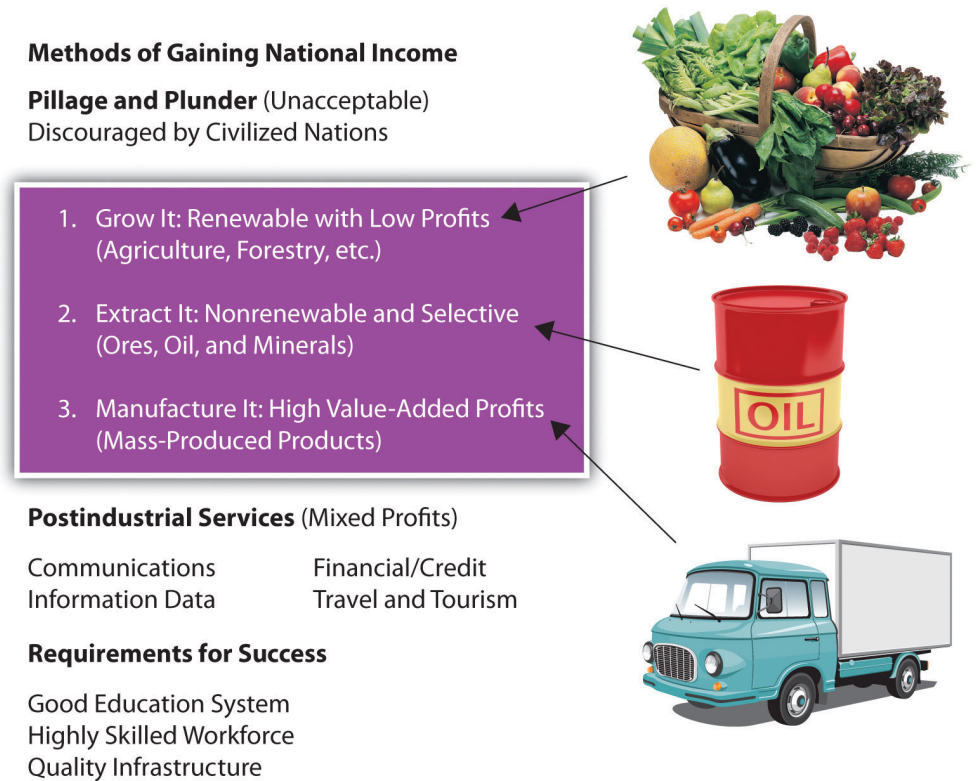 Methods of Gaining National Income
Pillage and Plunder (Unacceptable)
Discouraged by Civilized Nations
1. Grow It: Renewable with Low Profits
(Agriculture, Forestry, etc.)
2. Extract It: Nonrenewable and Selective
(Ores, Oil, and Minerals)
3. Manufacture It: High Value-Added Profits
(Mass-Produced Products)
OIL
Postindustrial Services (Mixed Profits)
Communications
Information Data
Financial/Credit
Travel and Tourism
Requirements for Success
Good Education System
Highly Skilled Workforce
Quality Infrastructure